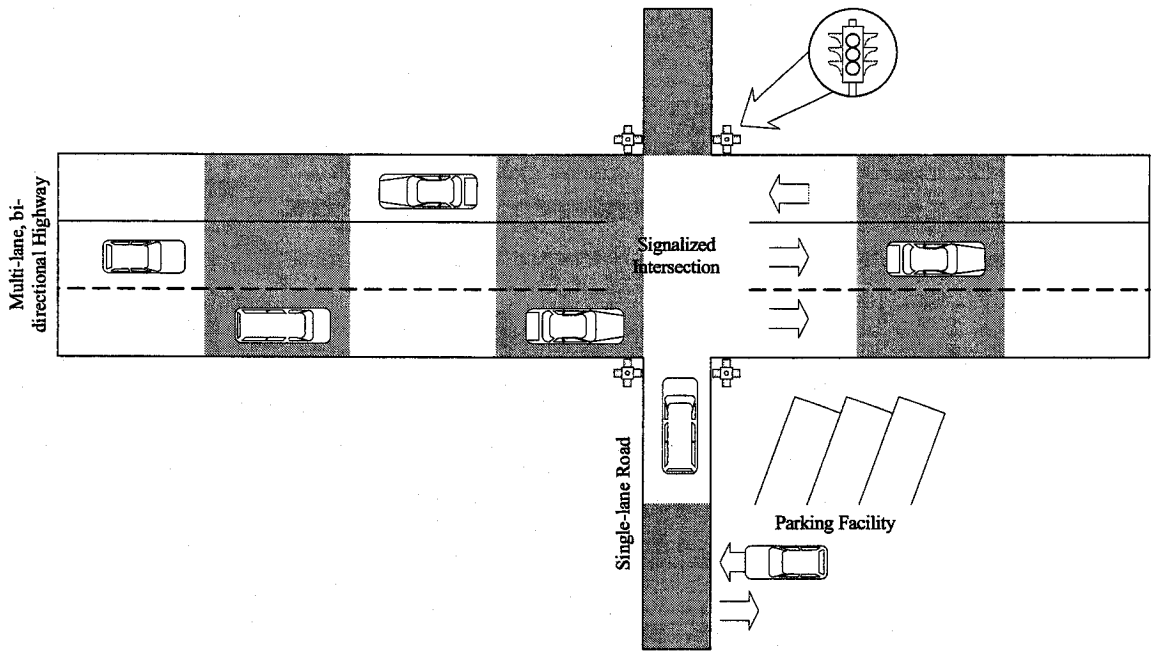 Multi-lane, bi-
directional Highway
Signalized
Intersection
Single-lane Road
Parking Facility